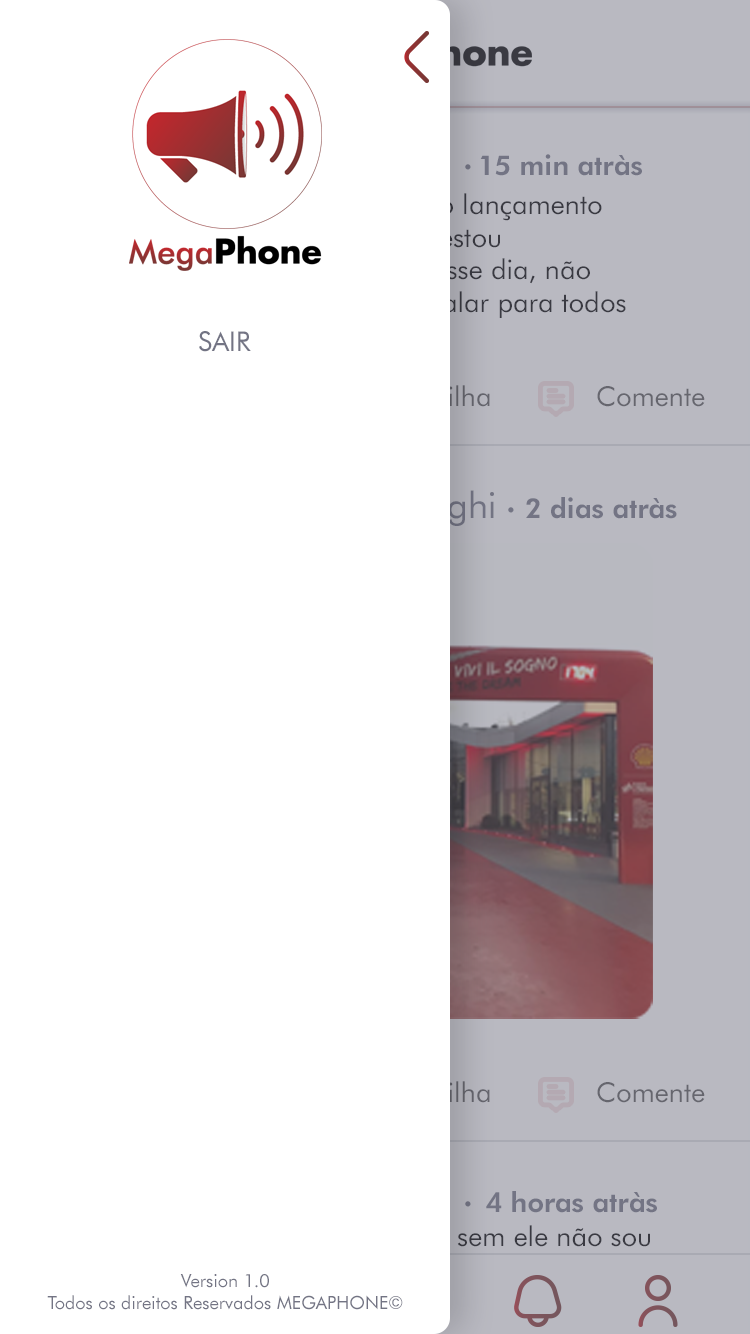 MegaPhone
SAIR
Version 1.0
Todos os direitos Reservados MEGAPHONE©
hone
· 15 min atràs
lançamento
estou
sse dia, não
alar para todos
ilha
Comente
ghi · 2 dias atràs
VIVI IL SOGNO
ilha
Comente
· 4 horas atràs
sem ele não sou